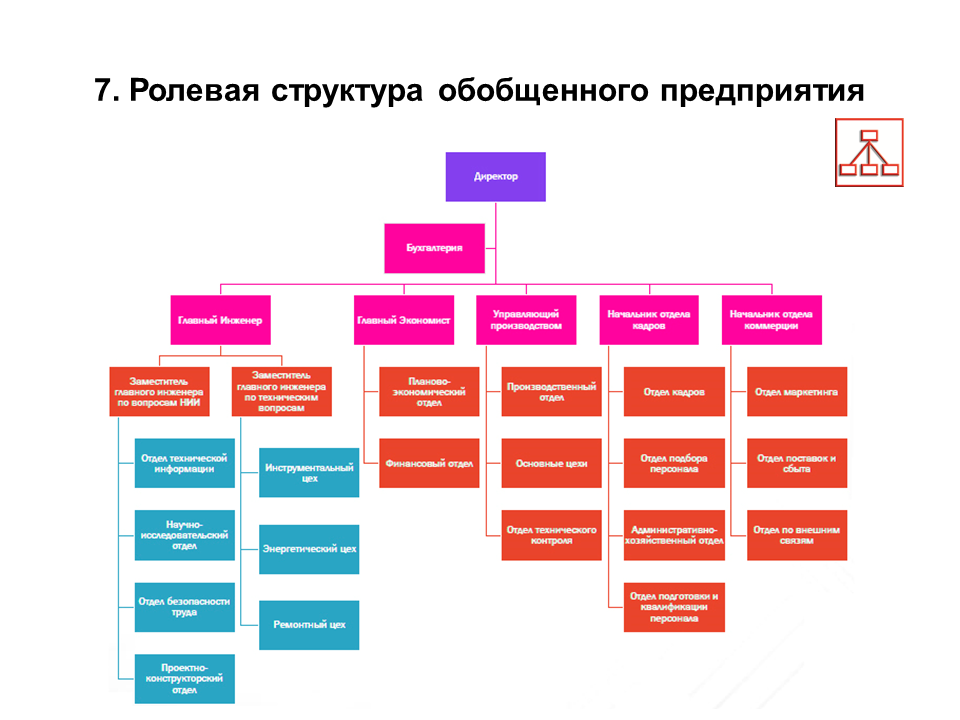 7. Ролевая структура обобщенного предприятия
Директор
Бухгалтерия
Главный Инженер
Главный Экономист
Управляющий
производством
Начальник отдела
кадров
Начальник отдела
коммерции
Заместитель
главного инженера
по вопросам НИИ
Заместитель
главного инженера
по техническим
вопросам
Планово-
экономический
отдел
Производственный
отдел
Отдел кадров
Отдел маркетинга
Отдел технической
информации
Инструментальный
цех
Финансовый отдел
Основные цехи
Отдел подбора
персонала
Отдел поставок и
сбыта
Научно-
исследовательский
отдел
Энергетический цех
Отдел технического
контроля
Административно-
хозяйственный отдел
Отдел по внешним
связям
Отдел безопасности
труда
Ремонтный цех
Отдел подготовки и
квалификации
персонала
Проектно-
конструкторский
отдел